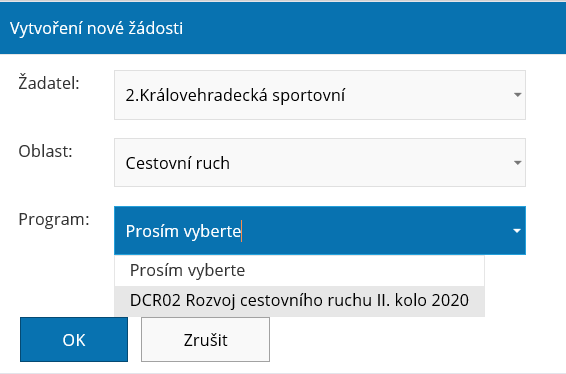 Vytvoření nové žádosti
Žadatel:
2.Královehradecká sportovní
Oblast:
Cestovní ruch
Program:
Prosím vyberte
Prosím vyberte
DCR02 Rozvoj cestovního ruchu II. kolo 2020
OK
Zrušit